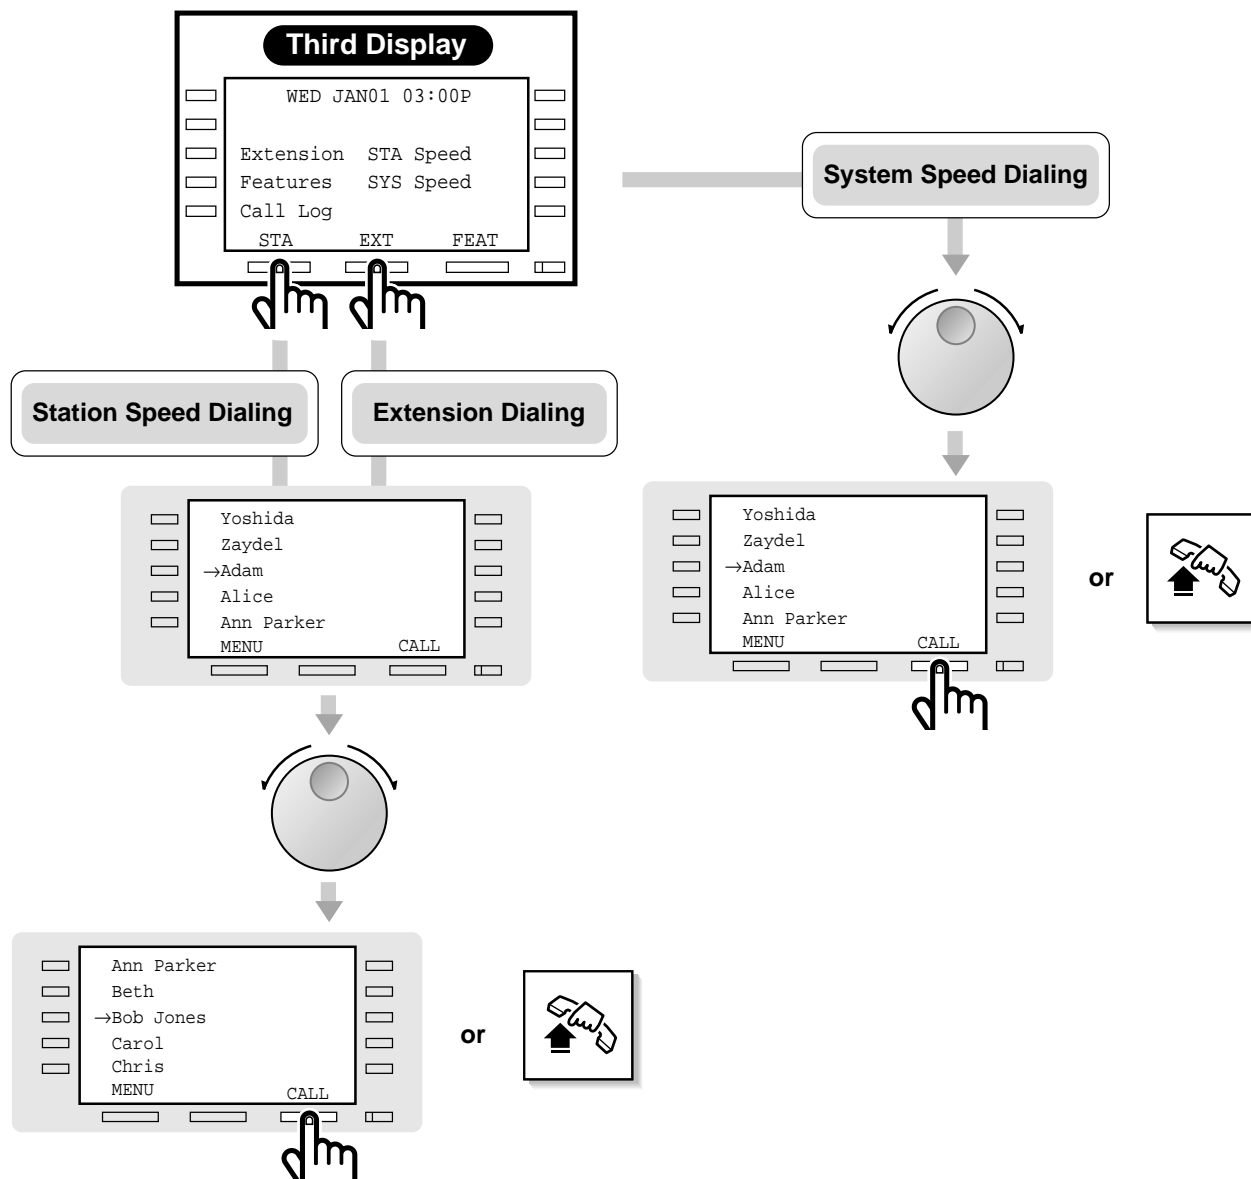 Third Display
WED JAN01 03:00P
Extension STA Speed
Features SYS Speed
Call Log
STA EXT FEAT
System Speed Dialing
Station Speed Dialing
Extension Dialing
Yoshida
Zaydel
→Adam
Alice
Ann Parker
MENU CALL
Yoshida
Zaydel
→Adam
Alice
Ann Parker
MENU CALL
or
Ann Parker
Beth
→Bob Jones
Carol
Chris
MENU CALL
or